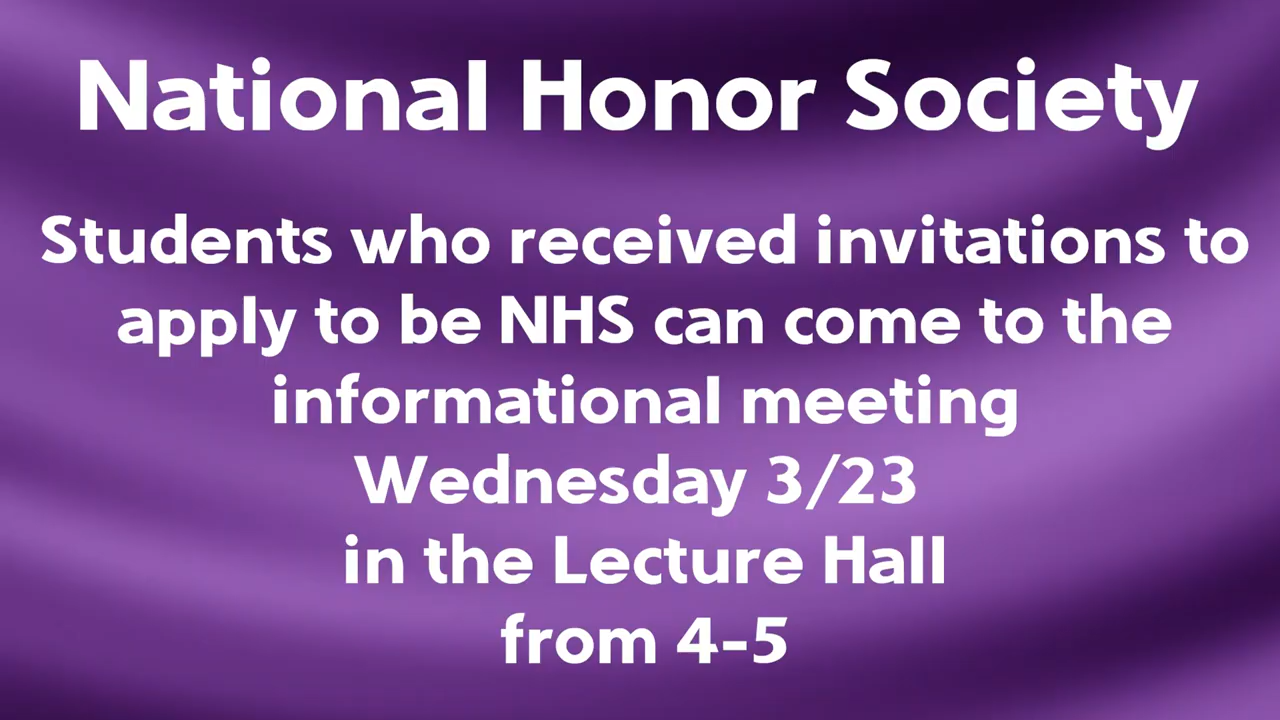 National Honor Society
Students who received invitations to
apply to be NHS can come to the
informational meeting
Wednesday 3/23
in the Lecture Hall
from 4-5